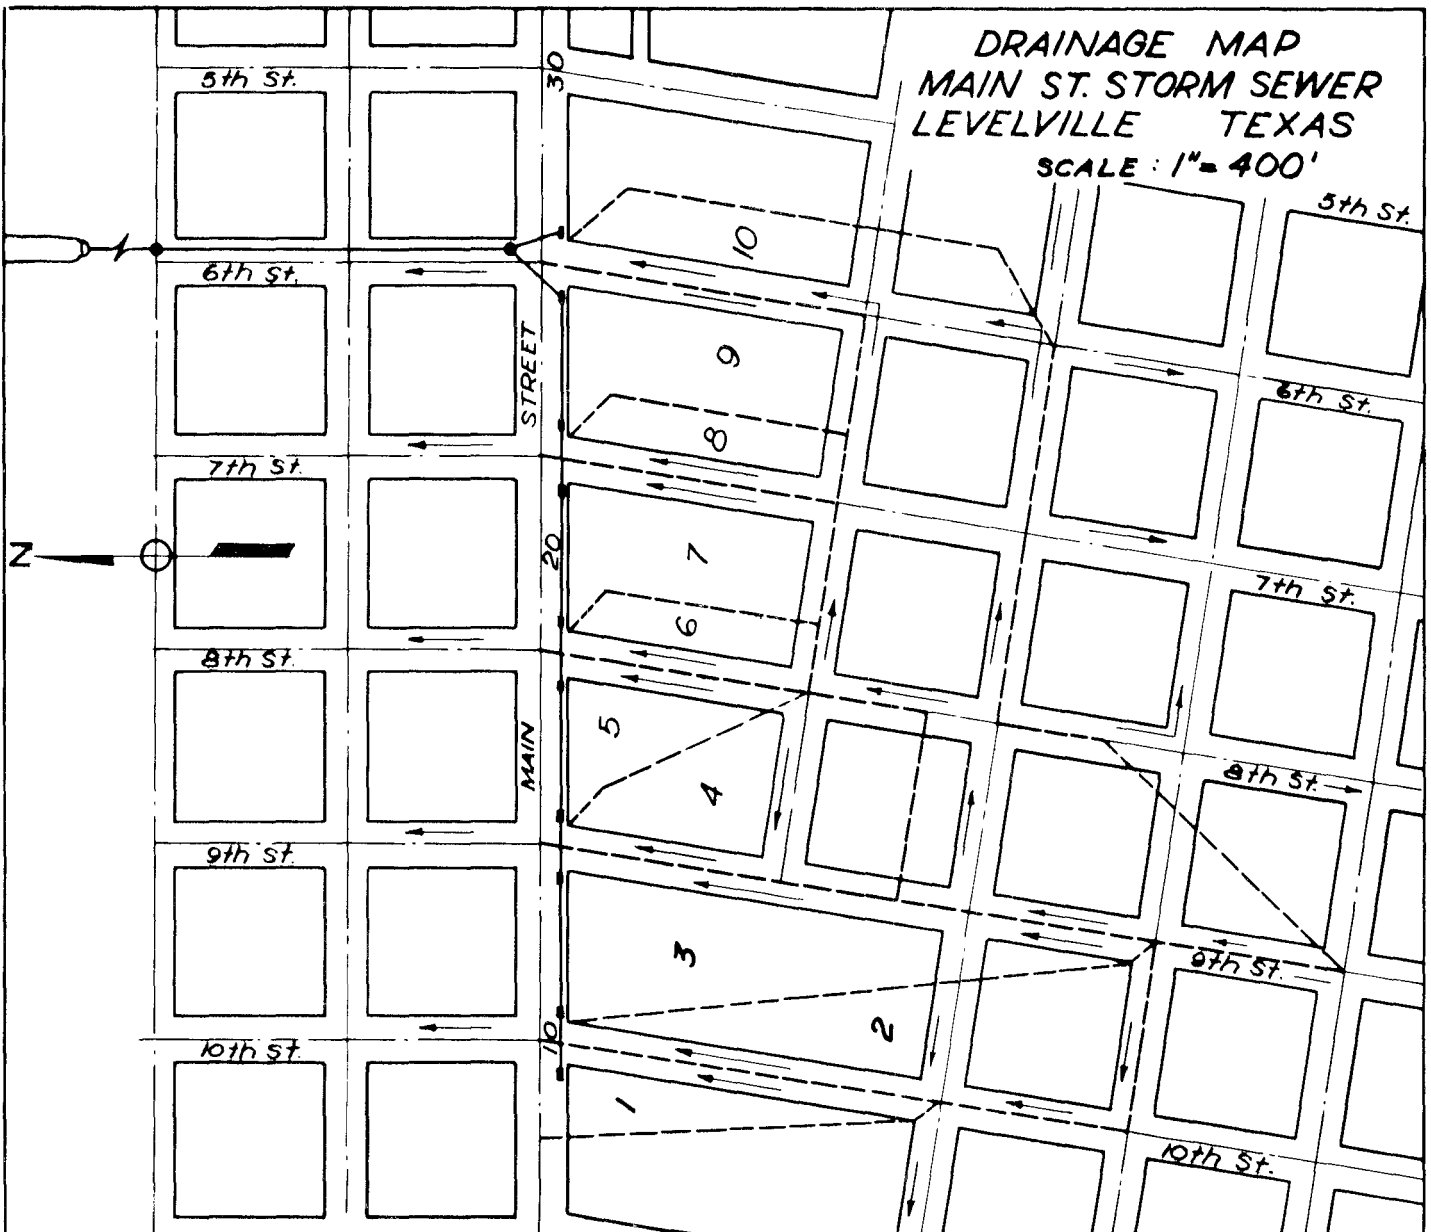 DRAINAGE MAP
MAIN ST. STORM SEWER
LEVELVILLE TEXAS
SCALE : 1"= 400'
5th St.
30
5th St.
10
6th St.
STREET
9
6th St.
8
7th St.
N
20
7
7th St.
6
8th St.
5
MAIN
4
8th St.
9th St.
3
9th St.
2
10
10th St.
1
10th St.